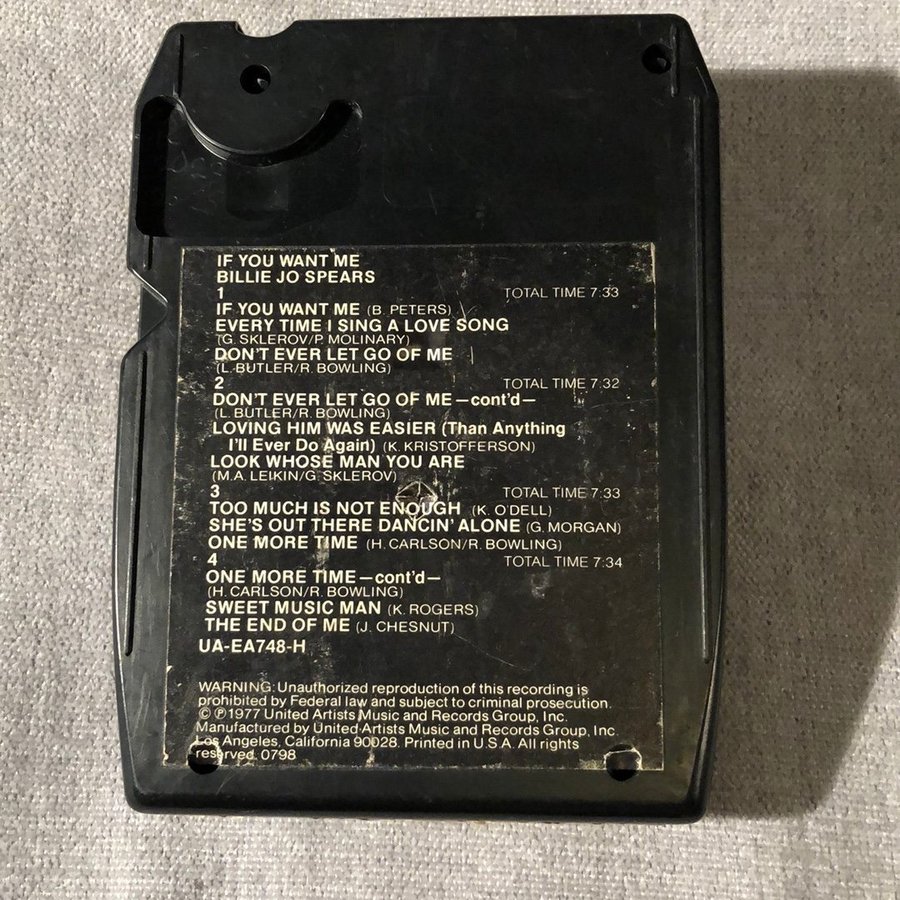 IF YOU WANT ME
BILLIE JO SPEARS
1 TOTAL TIME 7:33
IF YOU WANT ME (B. PETERS)
EVERY TIME I SING A LOVE SONG
(G. SKLEROV/P. MOLINARY)
DON'T EVER LET GO OF ME
(L. BUTLER/R. BOWLING)
2 TOTAL TIME 7:32
DON'T EVER LET GO OF ME —cont'd—
(L. BUTLER/R. BOWLING)
LOVING HIM WAS EASIER (Than Anything
I'll Ever Do Again) (K. KRISTOFFERSON)
LOOK WHOSE MAN YOU ARE
(M.A. LEIKIN/G. SKLEROV)
3 TOTAL TIME 7:33
TOO MUCH IS NOT ENOUGH (K. O'DELL)
SHE'S OUT THERE DANCIN' ALONE (G. MORGAN)
ONE MORE TIME (H. CARLSON/R. BOWLING)
4 TOTAL TIME 7:34
ONE MORE TIME —cont'd—
(H. CARLSON/R. BOWLING)
SWEET MUSIC MAN (K. ROGERS)
THE END OF ME (J. CHESNUT)
UA-EA748-H
WARNING: Unauthorized reproduction of this recording is
prohibited by Federal law and subject to criminal prosecution.
© ℗ 1977 United Artists Music and Records Group, Inc.
Manufactured by United Artists Music and Records Group, Inc.
Los Angeles, California 90028. Printed in U.S.A. All rights
reserved. 0798